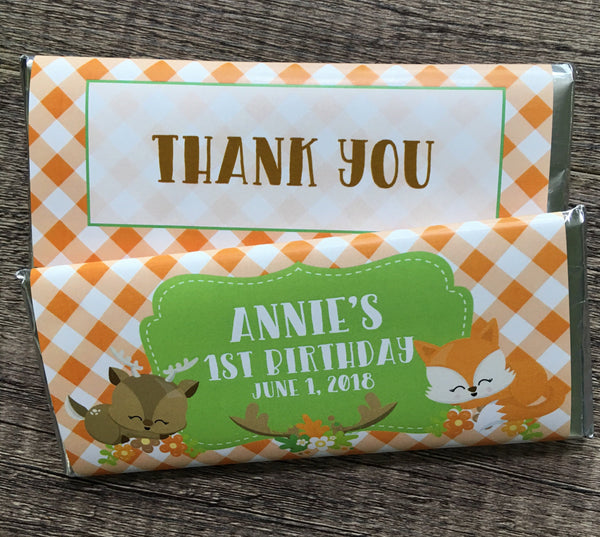 THANK YOU
ANNIE'S
1ST BIRTHDAY
JUNE 1, 2018